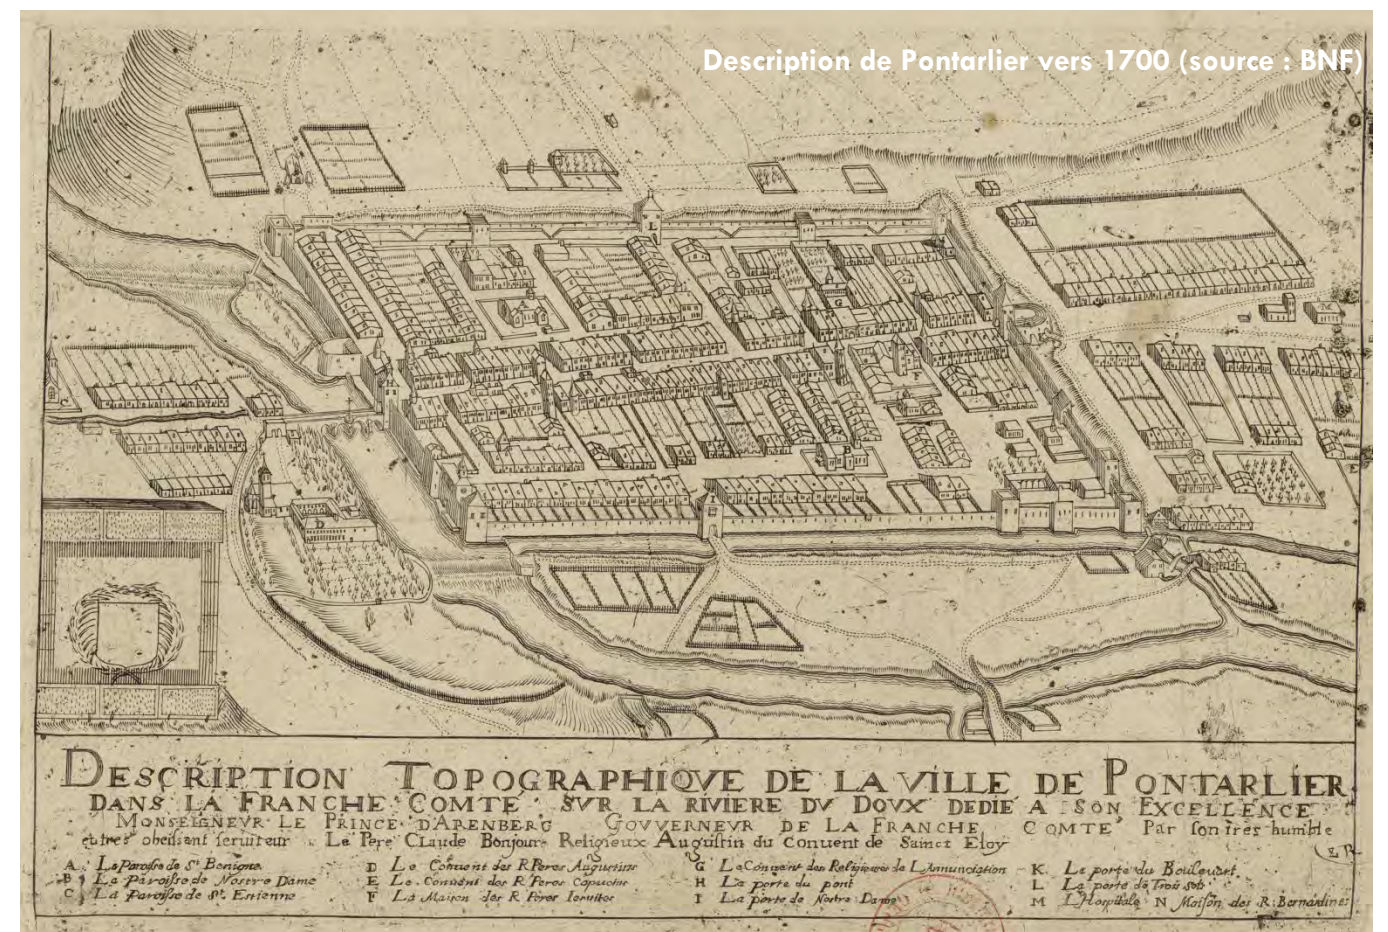 Description de Pontarlier vers 1700 (source : BNF)
L
G
H
F
B
I
C
D
E
M
DESCRIPTION TOPOGRAPHIQVE DE LA VILLE DE PONTARLIER
DANS LA FRANCHE COMTE SVR LA RIVIERE DV DOVX DEDIE A SON EXCELLENCE
MONSEIGNEVR LE PRINCE D'ARENBERG GOVVERNEVR DE LA FRANCHE COMTE Par son tres humble
et tres obeissant seruiteur Le Pere Claude Bonjour Religieux Augustin du Conuent de Sainct Eloy
A La Paroisse de St Benigne D Le Conuent des R Peres Augustins G Le Conuent des Religieuses de L'Annunciation K La porte du Bouleuart
B La Paroisse de Nostre Dame E Le Conuent des R Peres Capucins H La porte du pont L La porte de Trois sols
C La Paroisse de St Estienne F La Maison des R Peres Iesuites I La porte de Nostre Dame M L'Hospitale N Maison des R. Bernardines